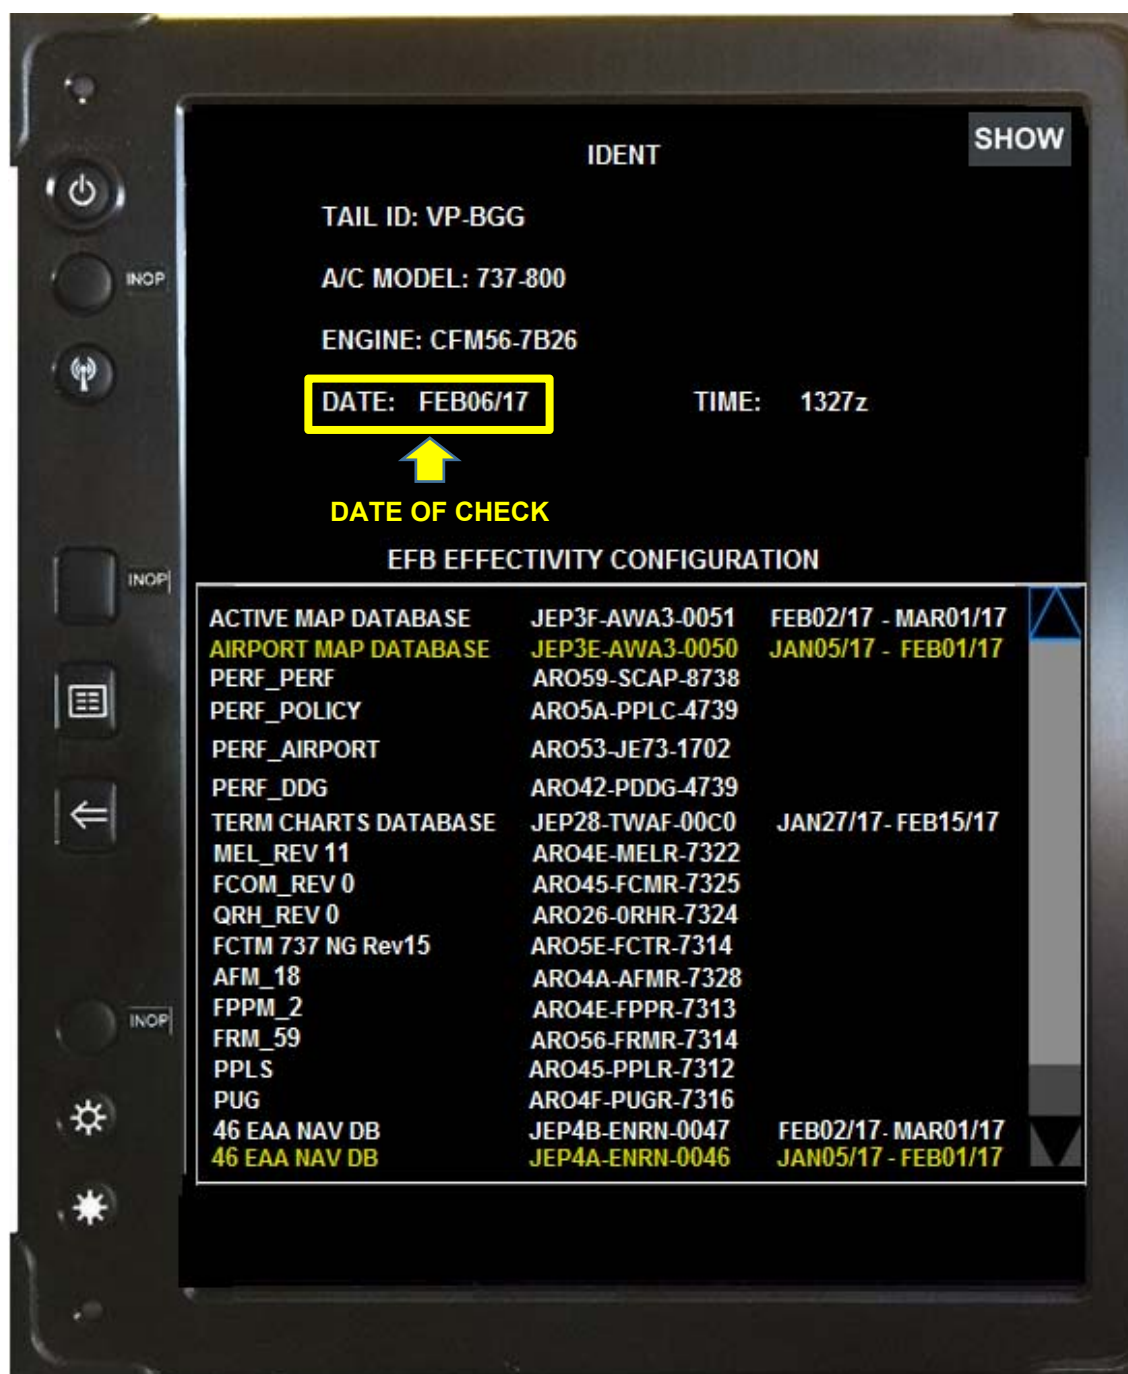 SHOW
IDENT
TAIL ID: VP-BGG
INOP
A/C MODEL: 737-800
ENGINE: CFM56-7B26
DATE: FEB06/17 TIME: 1327z
DATE OF CHECK
EFB EFFECTIVITY CONFIGURATION
INOP
ACTIVE MAP DATABASE JEP3F-AWA3-0051 FEB02/17 - MAR01/17
AIRPORT MAP DATABASE JEP3E-AWA3-0050 JAN05/17 - FEB01/17
PERF_PERF ARO59-SCAP-8738
PERF_POLICY ARO5A-PPLC-4739
PERF_AIRPORT ARO53-JE73-1702
PERF_DDG ARO42-PDDG-4739
TERM CHARTS DATABASE JEP28-TWAF-00C0 JAN27/17- FEB15/17
MEL_REV 11 ARO4E-MELR-7322
FCOM_REV 0 ARO45-FCMR-7325
QRH_REV 0 ARO26-0RHR-7324
FCTM 737 NG Rev15 ARO5E-FCTR-7314
AFM_18 ARO4A-AFMR-7328
FPPM_2 ARO4E-FPPR-7313
INOP
FRM_59 ARO56-FRMR-7314
PPLS ARO45-PPLR-7312
PUG ARO4F-PUGR-7316
46 EAA NAV DB JEP4B-ENRN-0047 FEB02/17- MAR01/17
46 EAA NAV DB JEP4A-ENRN-0046 JAN05/17 - FEB01/17